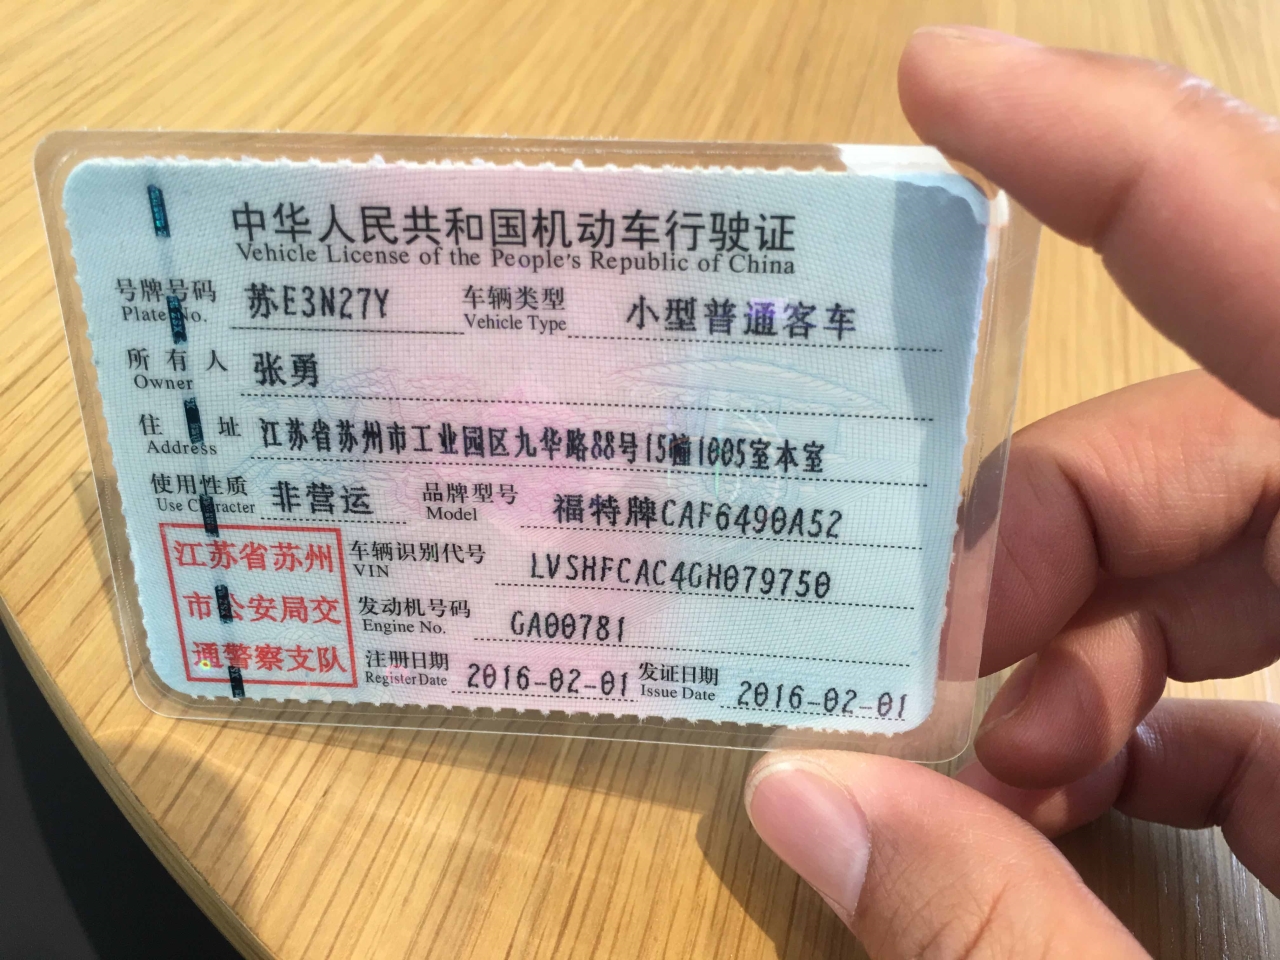 中华人民共和国机动车行驶证
Vehicle License of the People's Republic of China
号牌号码 苏E3N27Y 车辆类型 小型普通客车
Plate No. Vehicle Type
所有人 张勇
Owner
住址 江苏省苏州市工业园区九华路88号15幢1005室本室
Address
使用性质 非营运 品牌型号 福特牌CAF6490A52
Use Character Model
车辆识别代号 LVSHFCAC4GH079750
VIN
发动机号码 GA00781
Engine No.
注册日期 2016-02-01 发证日期 2016-02-01
Register Date Issue Date
江苏省苏州
市公安局交
通警察支队